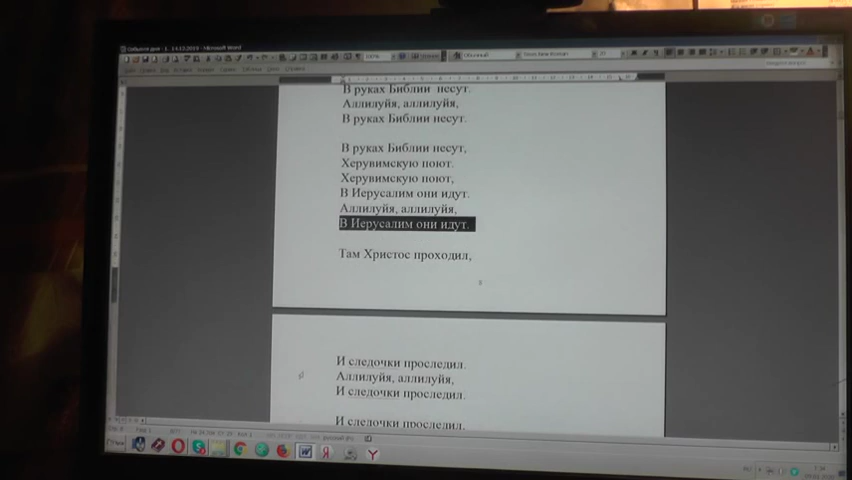 В руках Библии несут.
Аллилуйя, аллилуйя,
В руках Библии несут.
В руках Библии несут,
Херувимскую поют.
Херувимскую поют,
В Иерусалим они идут.
Аллилуйя, аллилуйя,
В Иерусалим они идут.
Там Христос проходил,
И следочки проследил.
Аллилуйя, аллилуйя,
И следочки проследил.
И следочки проследил,